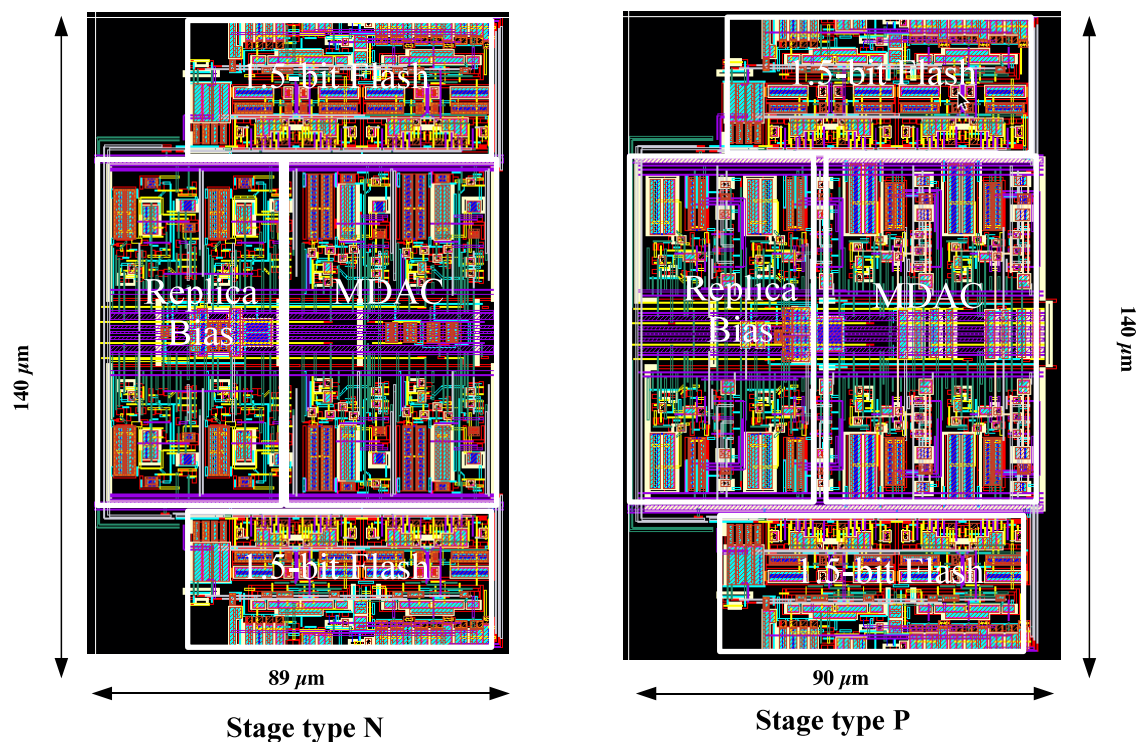 1.5-bit Flash
Replica
Bias
MDAC
1.5-bit Flash
140 µm
89 µm
Stage type N
1.5-bit Flash
Replica
Bias
MDAC
1.5-bit Flash
140 µm
90 µm
Stage type P